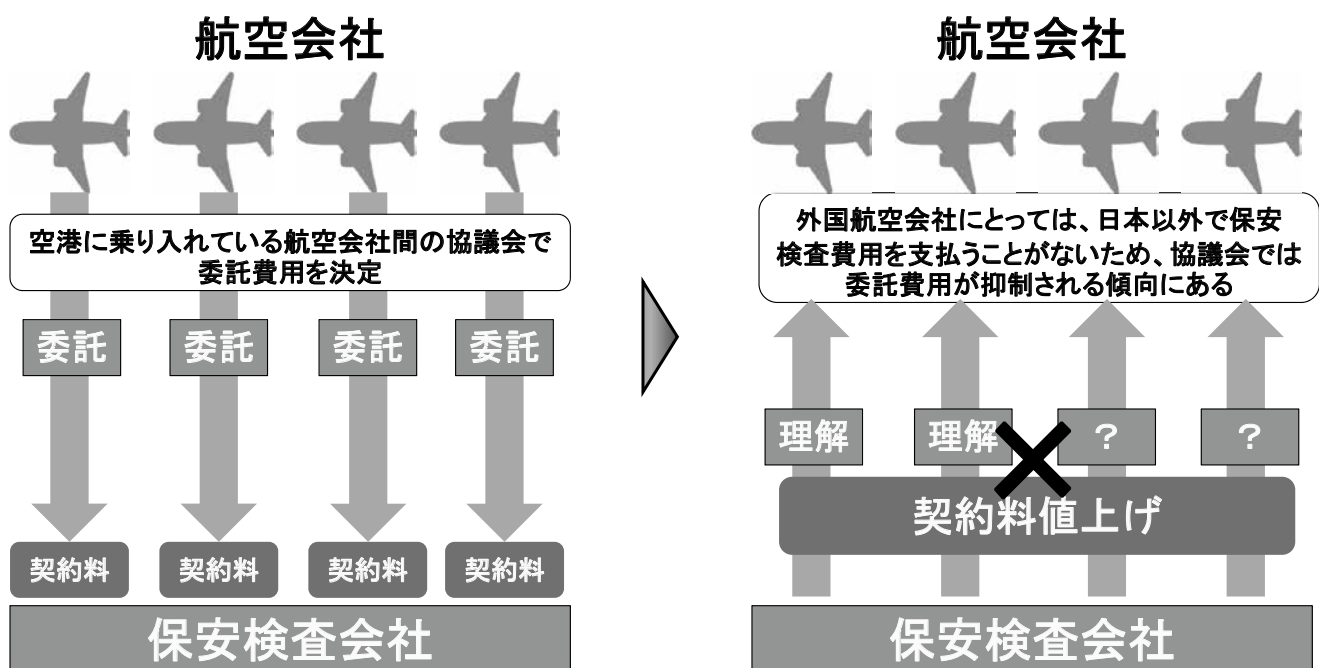 航空会社
空港に乗り入れている航空会社間の協議会で
委託費用を決定
委託 委託 委託 委託
契約料 契約料 契約料 契約料
保安検査会社
航空会社
外国航空会社にとっては、日本以外で保安
検査費用を支払うことがないため、協議会では
委託費用が抑制される傾向にある
理解 理解 ? ?
契約料値上げ
保安検査会社